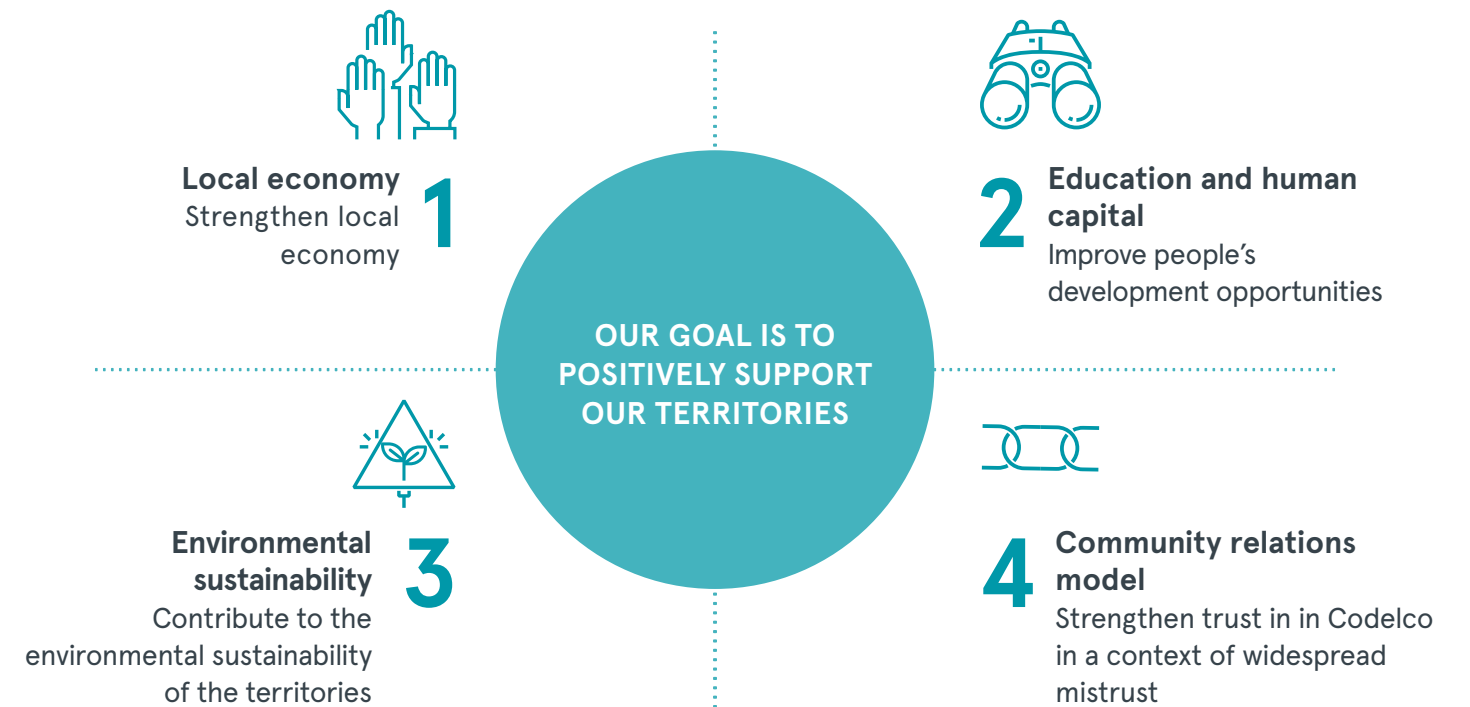 1
Local economy
Strengthen local
economy
2
Education and human
capital
Improve people’s
development opportunities
OUR GOAL IS TO
POSITIVELY SUPPORT
OUR TERRITORIES
3
Environmental
sustainability
Contribute to the
environmental sustainability
of the territories
4
Community relations
model
Strengthen trust in in Codelco
in a context of widespread
mistrust